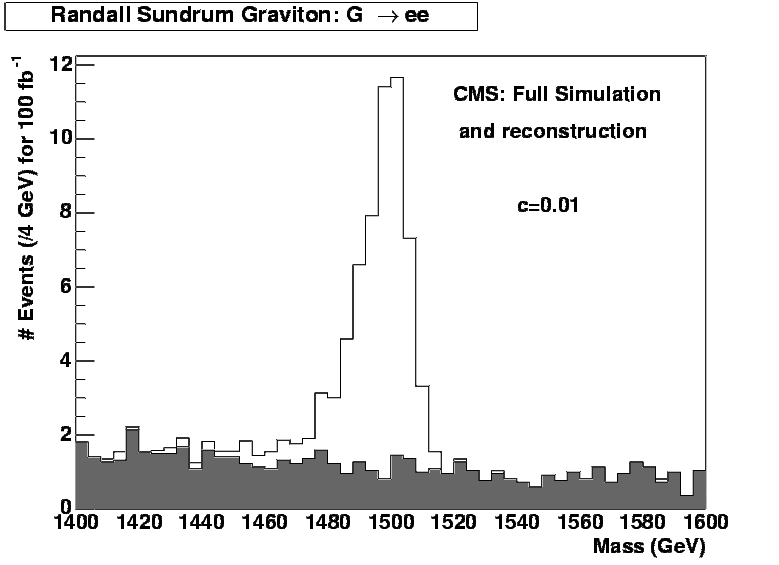 Randall Sundrum Graviton: G → ee
# Events (/4 GeV) for 100 fb⁻¹
12
10
8
6
4
2
0
CMS: Full Simulation
and reconstruction
c=0.01
1400 1420 1440 1460 1480 1500 1520 1540 1560 1580 1600
Mass (GeV)